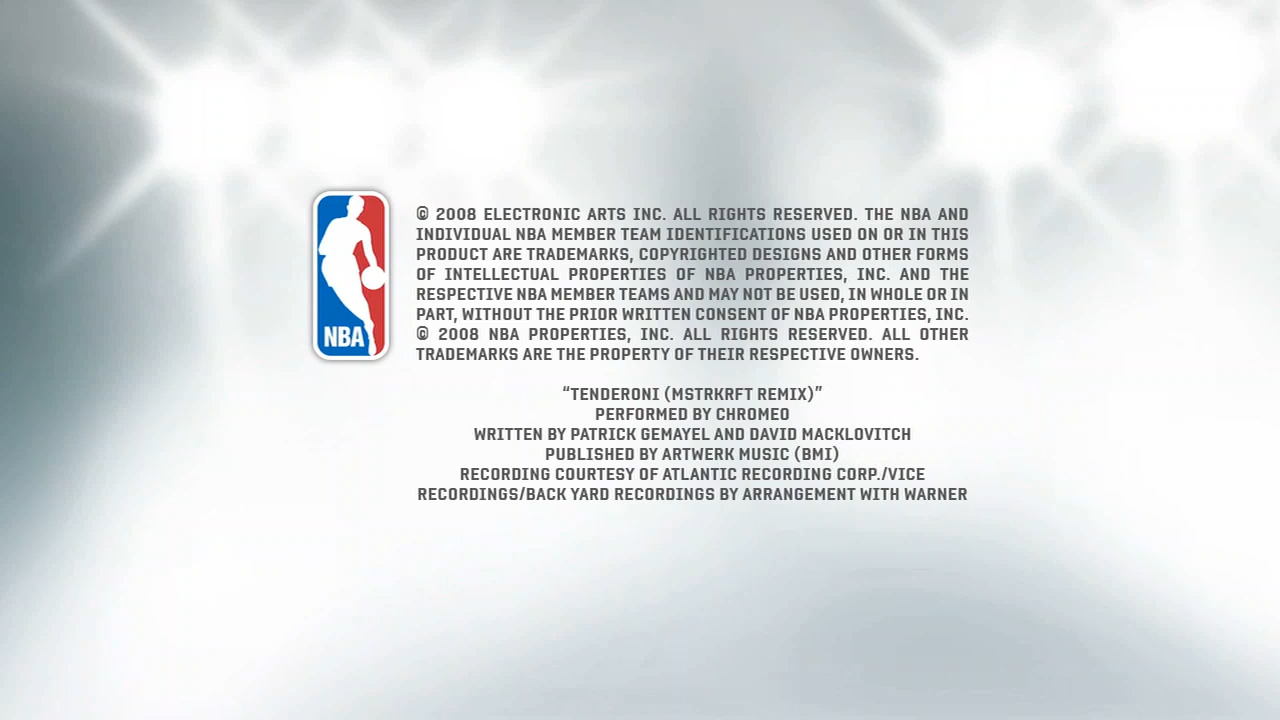 © 2008 ELECTRONIC ARTS INC. ALL RIGHTS RESERVED. THE NBA AND
INDIVIDUAL NBA MEMBER TEAM IDENTIFICATIONS USED ON OR IN THIS
PRODUCT ARE TRADEMARKS, COPYRIGHTED DESIGNS AND OTHER FORMS
OF INTELLECTUAL PROPERTIES OF NBA PROPERTIES, INC. AND THE
RESPECTIVE NBA MEMBER TEAMS AND MAY NOT BE USED, IN WHOLE OR IN
PART, WITHOUT THE PRIOR WRITTEN CONSENT OF NBA PROPERTIES, INC.
© 2008 NBA PROPERTIES, INC. ALL RIGHTS RESERVED. ALL OTHER
TRADEMARKS ARE THE PROPERTY OF THEIR RESPECTIVE OWNERS.
NBA
“TENDERONI (MSTRKRFT REMIX)”
PERFORMED BY CHROMEO
WRITTEN BY PATRICK GEMAYEL AND DAVID MACKLOVITCH
PUBLISHED BY ARTWERK MUSIC (BMI)
RECORDING COURTESY OF ATLANTIC RECORDING CORP./VICE
RECORDINGS/BACK YARD RECORDINGS BY ARRANGEMENT WITH WARNER